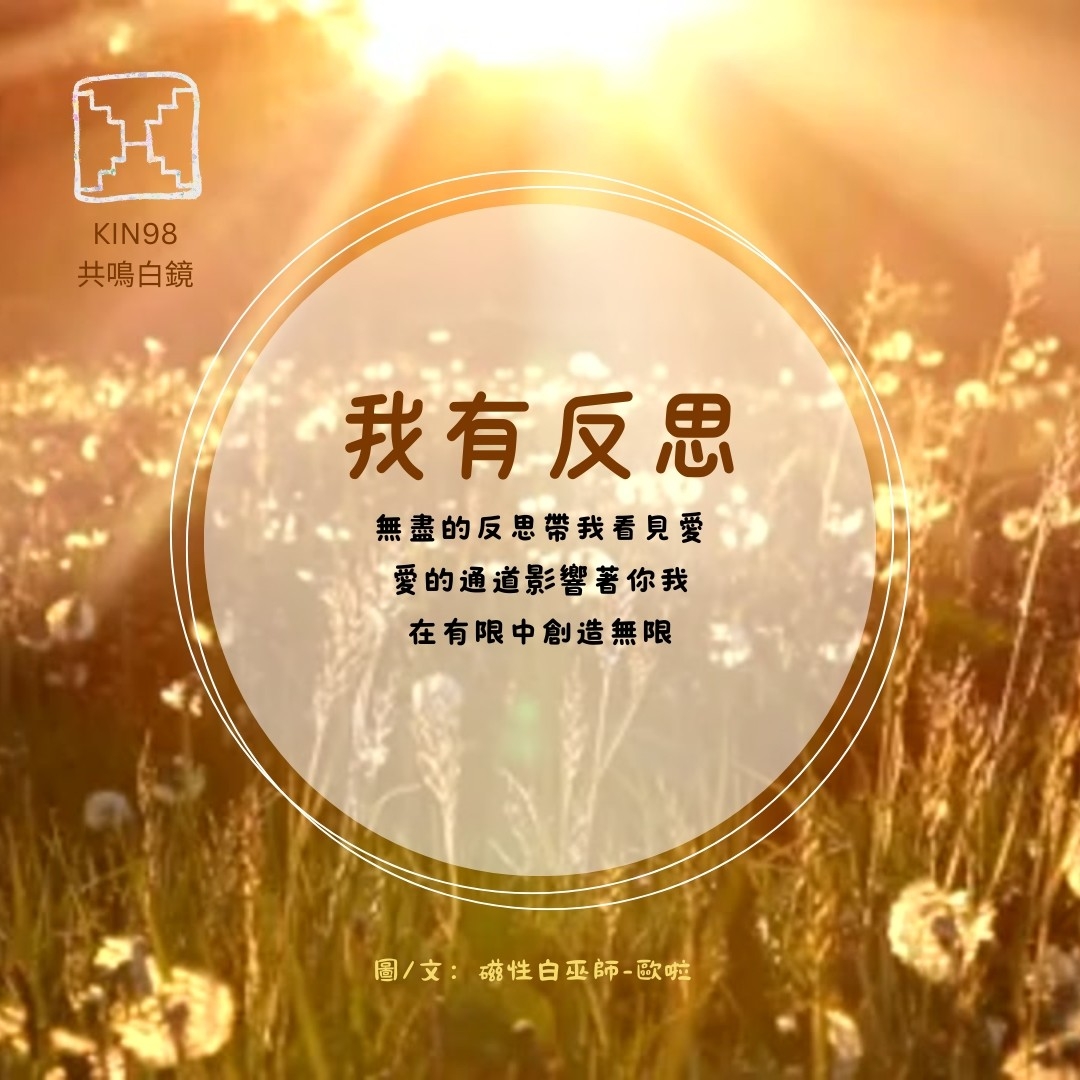 KIN98
共鳴白鏡
我有反思
無盡的反思帶我看見愛
愛的通道影響著你我
在有限中創造無限
圖/文：磁性白巫師-歐啦